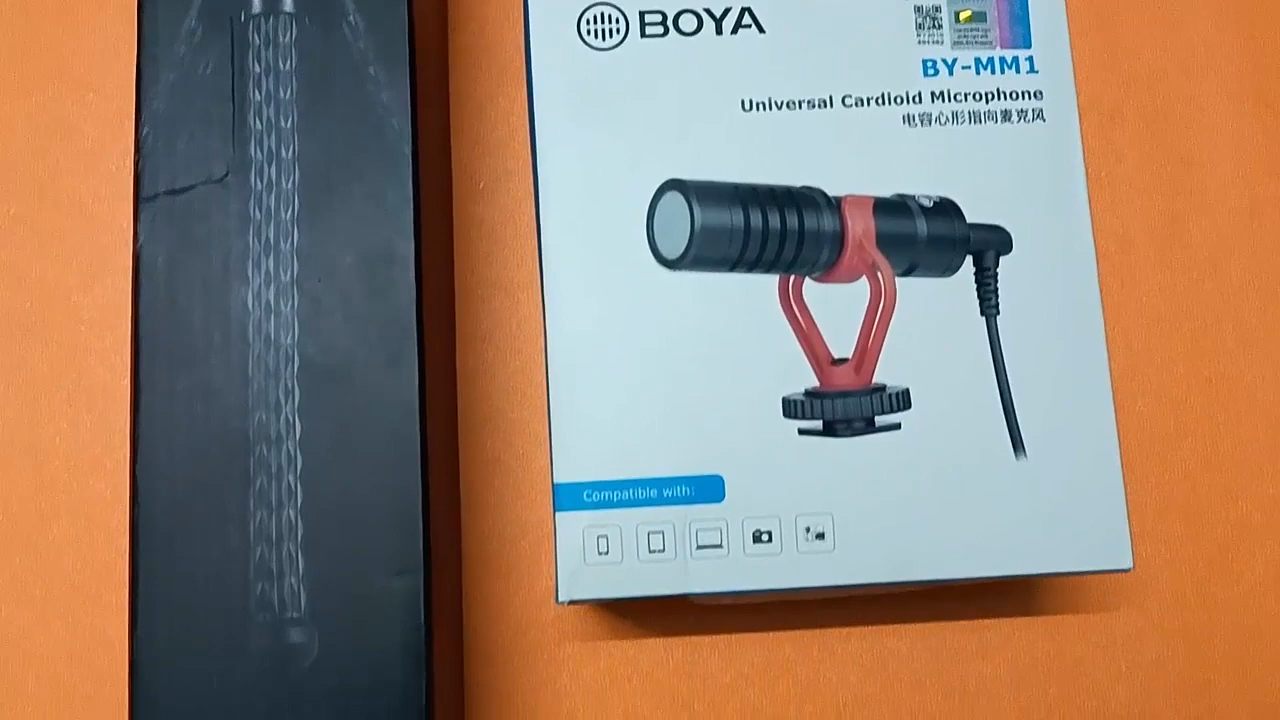 BOYA
BY-MM1
Universal Cardioid Microphone
电容心形指向麦克风
Compatible with: